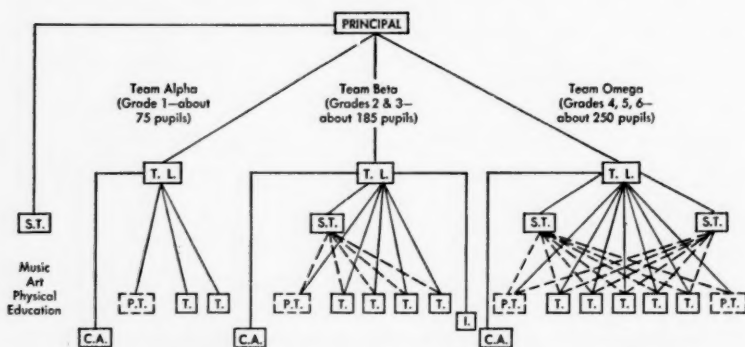 PRINCIPAL
Team Alpha
(Grade 1—about
75 pupils)
Team Beta
(Grades 2 & 3—
about 185 pupils)
Team Omega
(Grades 4, 5, 6—
about 250 pupils)
T. L.
T. L.
T. L.
S.T.
S.T.
S.T.
S.T.
Music
Art
Physical
Education
P.T.
T.
T.
P.T.
T.
T.
T.
T.
P.T.
T.
T.
T.
T.
T.
P.T.
I.
C.A.
C.A.
C.A.